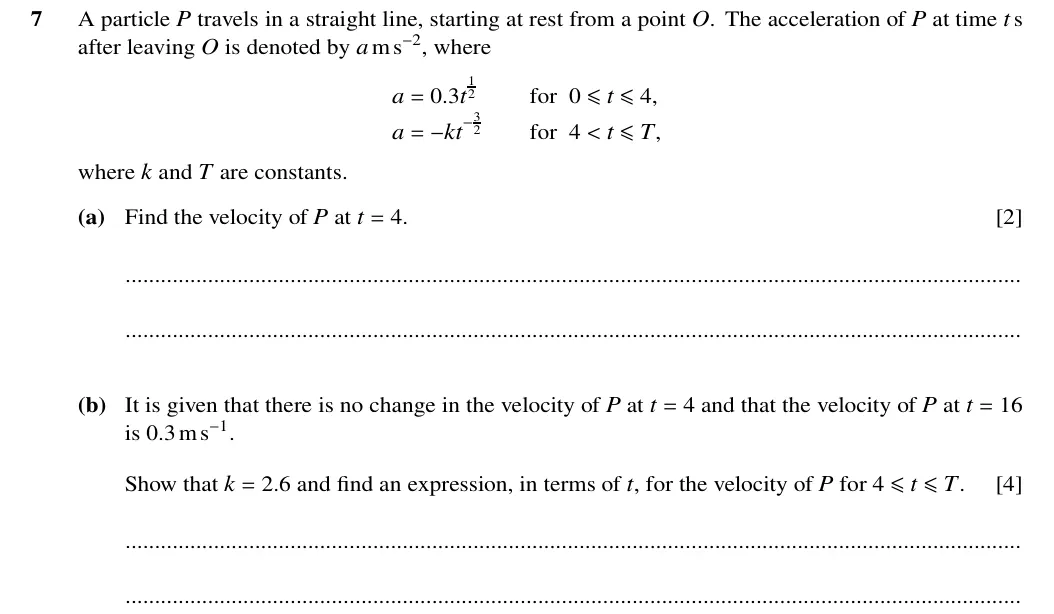 7 A particle P travels in a straight line, starting at rest from a point O. The acceleration of P at time t s
after leaving O is denoted by a m s⁻², where
a = 0.3t^(1/2) for 0 ⩽ t ⩽ 4,
a = −kt^(−3/2) for 4 < t ⩽ T,
where k and T are constants.
(a) Find the velocity of P at t = 4. [2]
(b) It is given that there is no change in the velocity of P at t = 4 and that the velocity of P at t = 16
is 0.3 m s⁻¹.
Show that k = 2.6 and find an expression, in terms of t, for the velocity of P for 4 ⩽ t ⩽ T. [4]